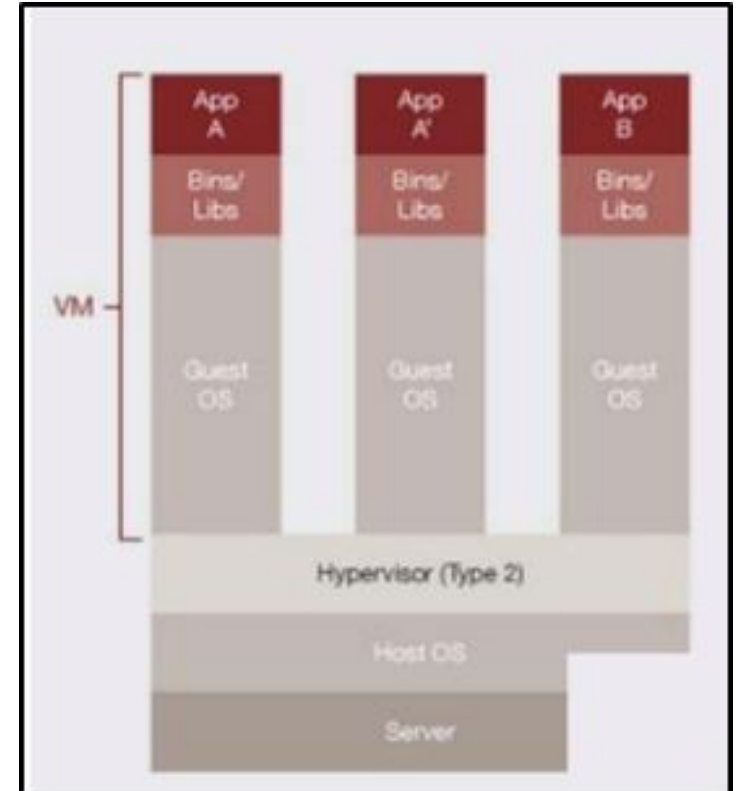 App
A
App
A'
App
B
Bins/
Libs
Bins/
Libs
Bins/
Libs
VM
Guest
OS
Guest
OS
Guest
OS
Hypervisor (Type 2)
Host OS
Server